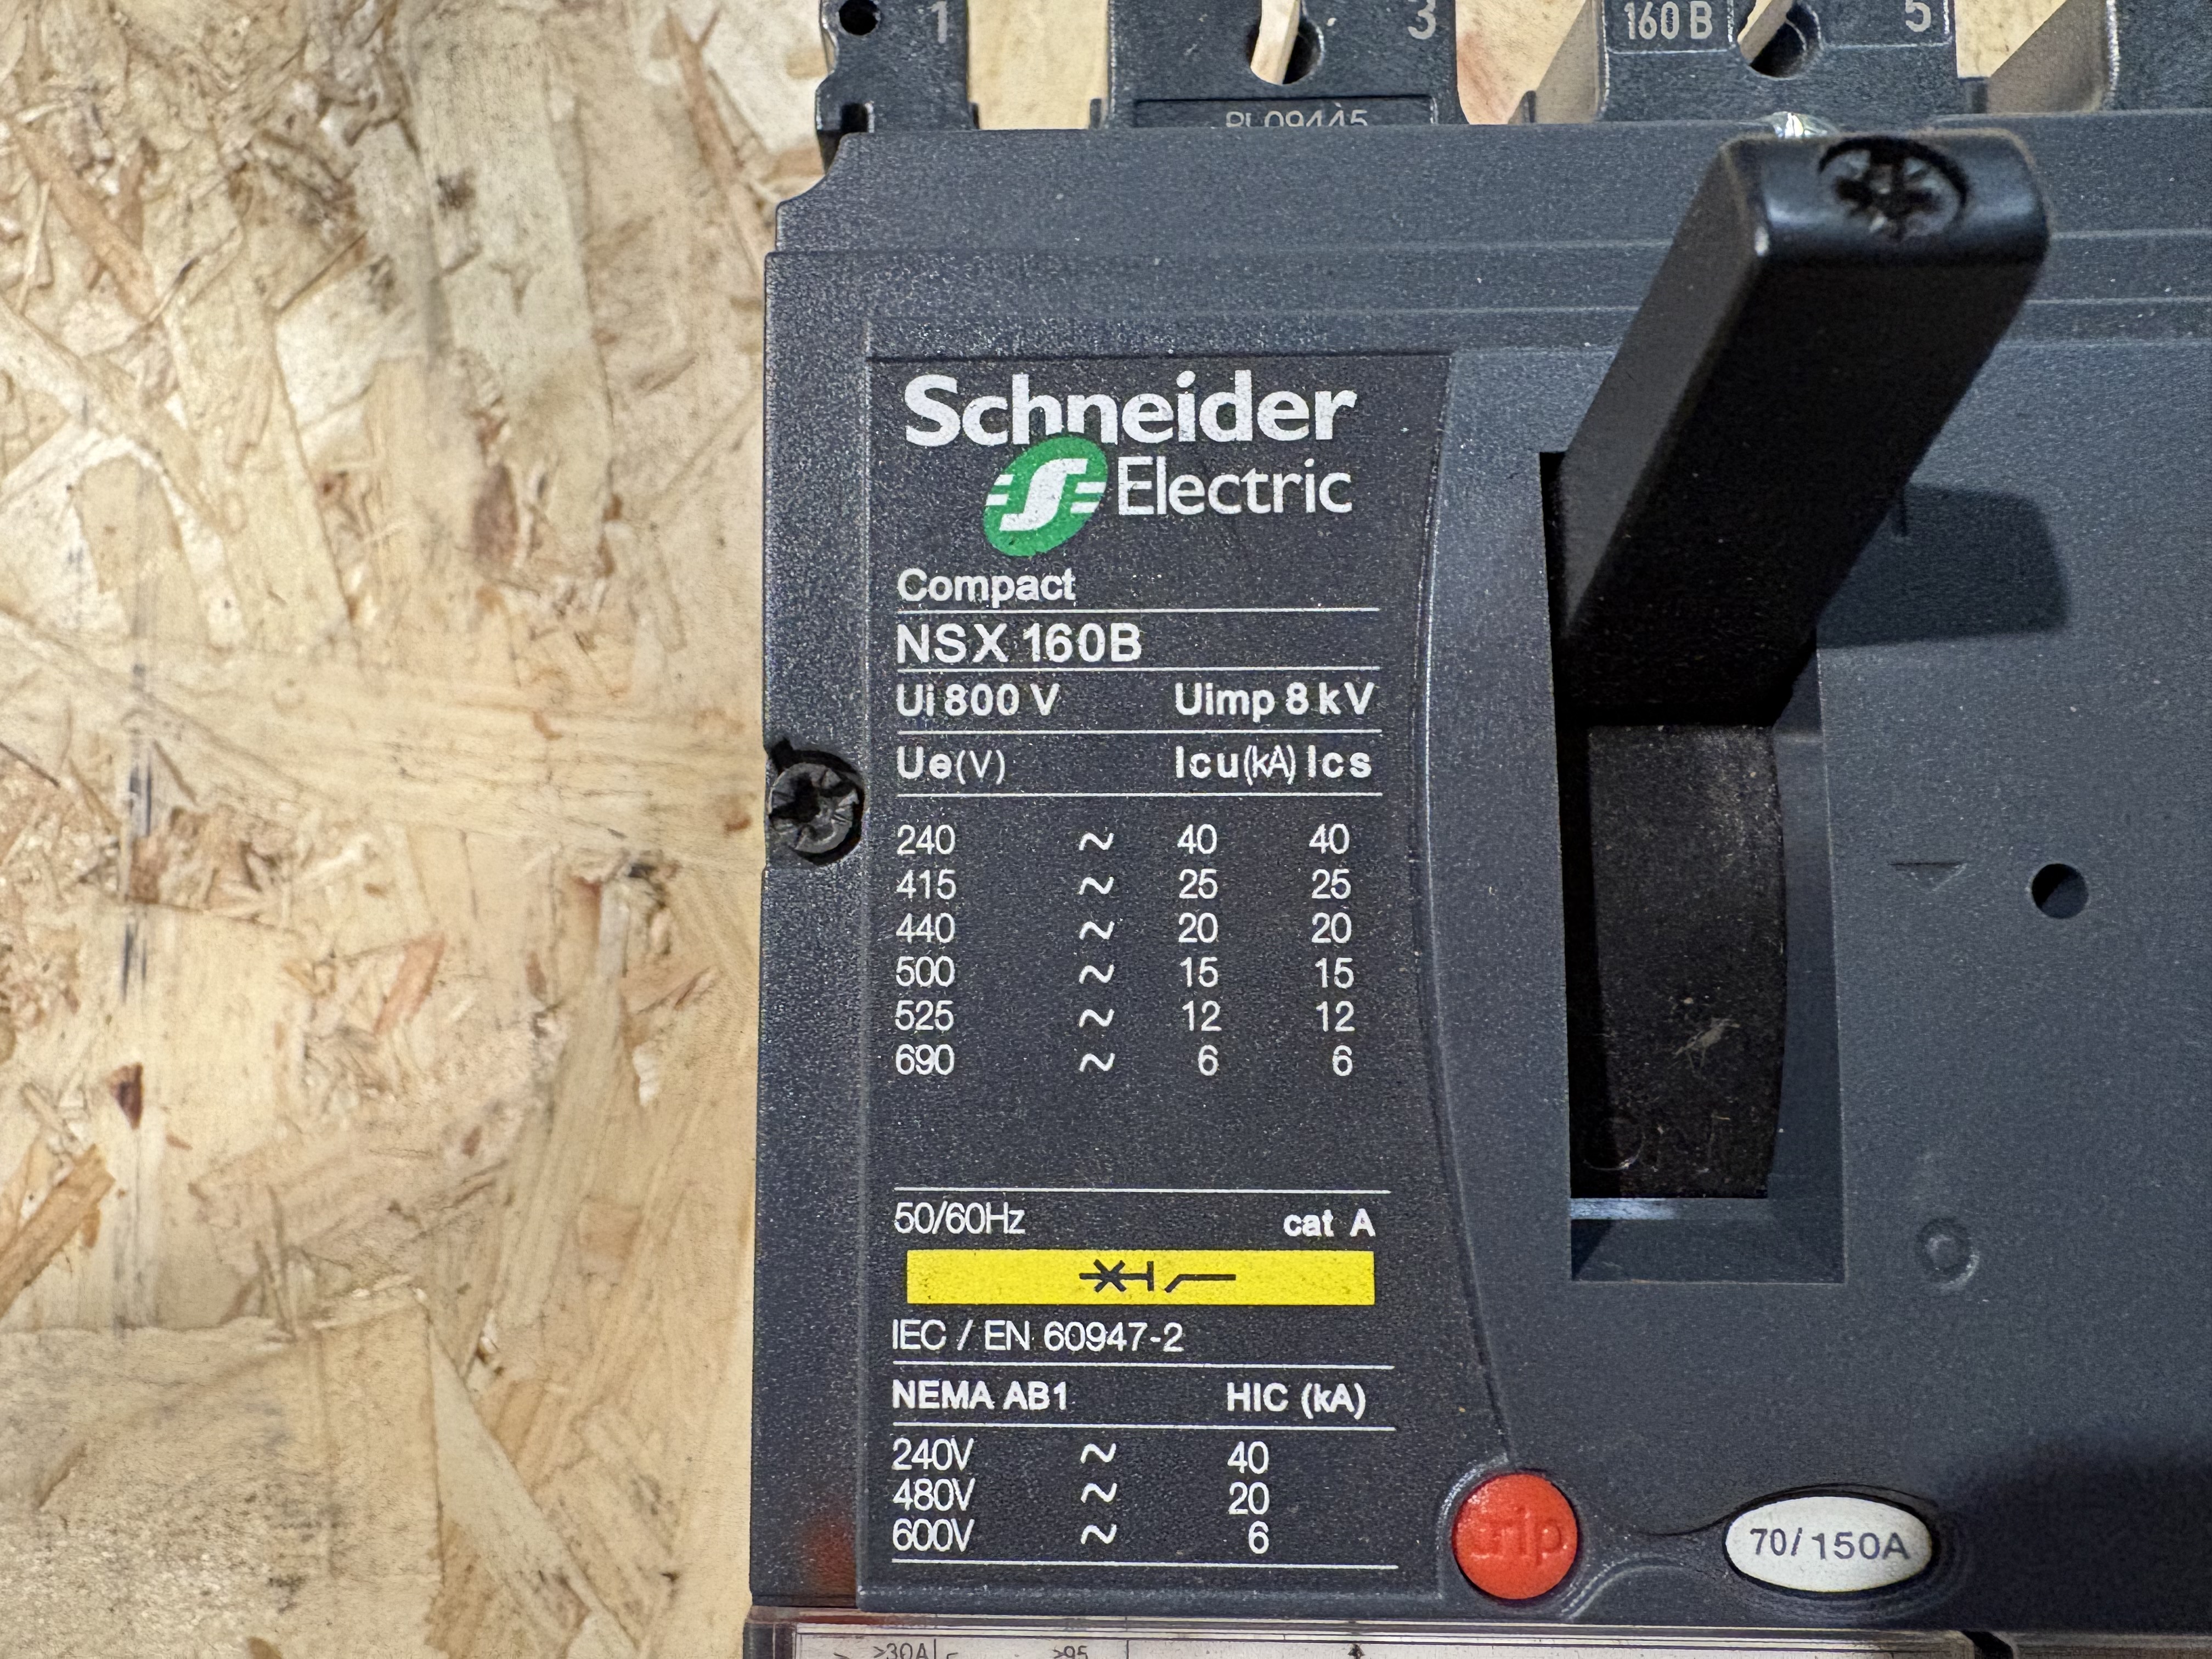 1 3 160 B 5
Schneider
Electric
Compact
NSX 160B
Ui 800 V Uimp 8 kV
Ue(V) Icu(kA) Ics
240 ~ 40 40
415 ~ 25 25
440 ~ 20 20
500 ~ 15 15
525 ~ 12 12
690 ~ 6 6
50/60Hz cat A
IEC / EN 60947-2
NEMA AB1 HIC (kA)
240V ~ 40
480V ~ 20
600V ~ 6
trip 70/150A
>30A >95